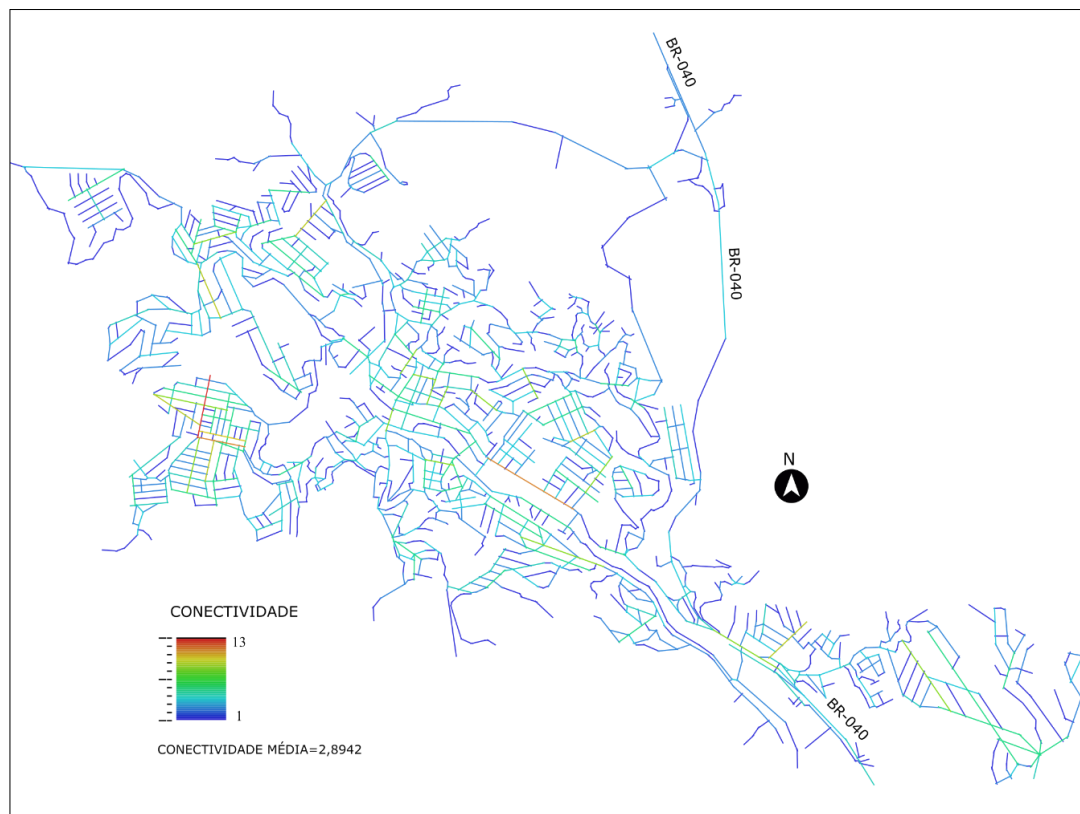 BR-040
BR-040
N
CONECTIVIDADE
13
1
BR-040
CONECTIVIDADE MÉDIA=2,8942